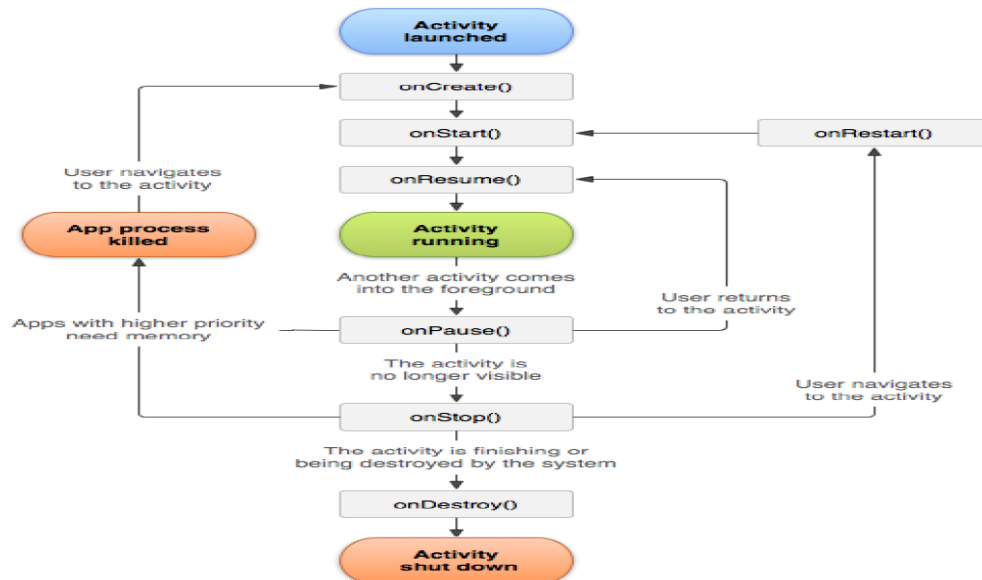 Activity
launched
onCreate()
onStart()
onRestart()
User navigates
to the activity
onResume()
App process
killed
Activity
running
Another activity comes
into the foreground
User returns
to the activity
Apps with higher priority
need memory
onPause()
The activity is
no longer visible
User navigates
to the activity
onStop()
The activity is finishing or
being destroyed by the system
onDestroy()
Activity
shut down